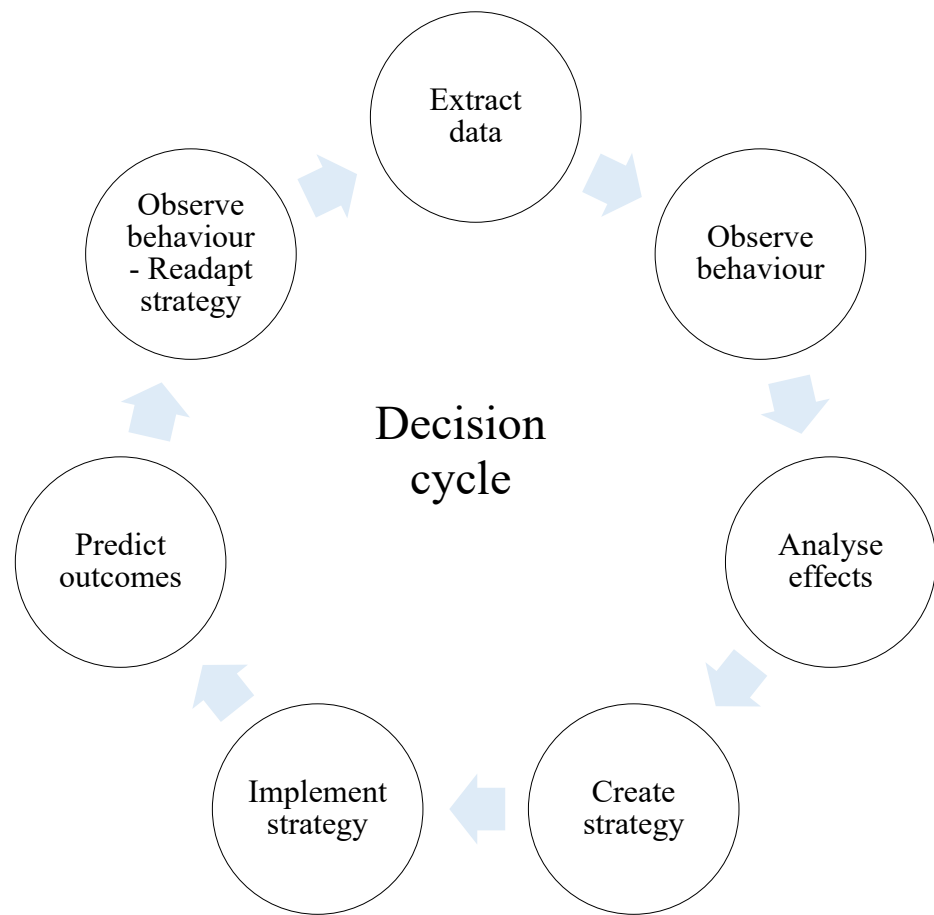 Extract
data
Observe
behaviour
Analyse
effects
Create
strategy
Implement
strategy
Predict
outcomes
Observe
behaviour
- Readapt
strategy
Decision
cycle